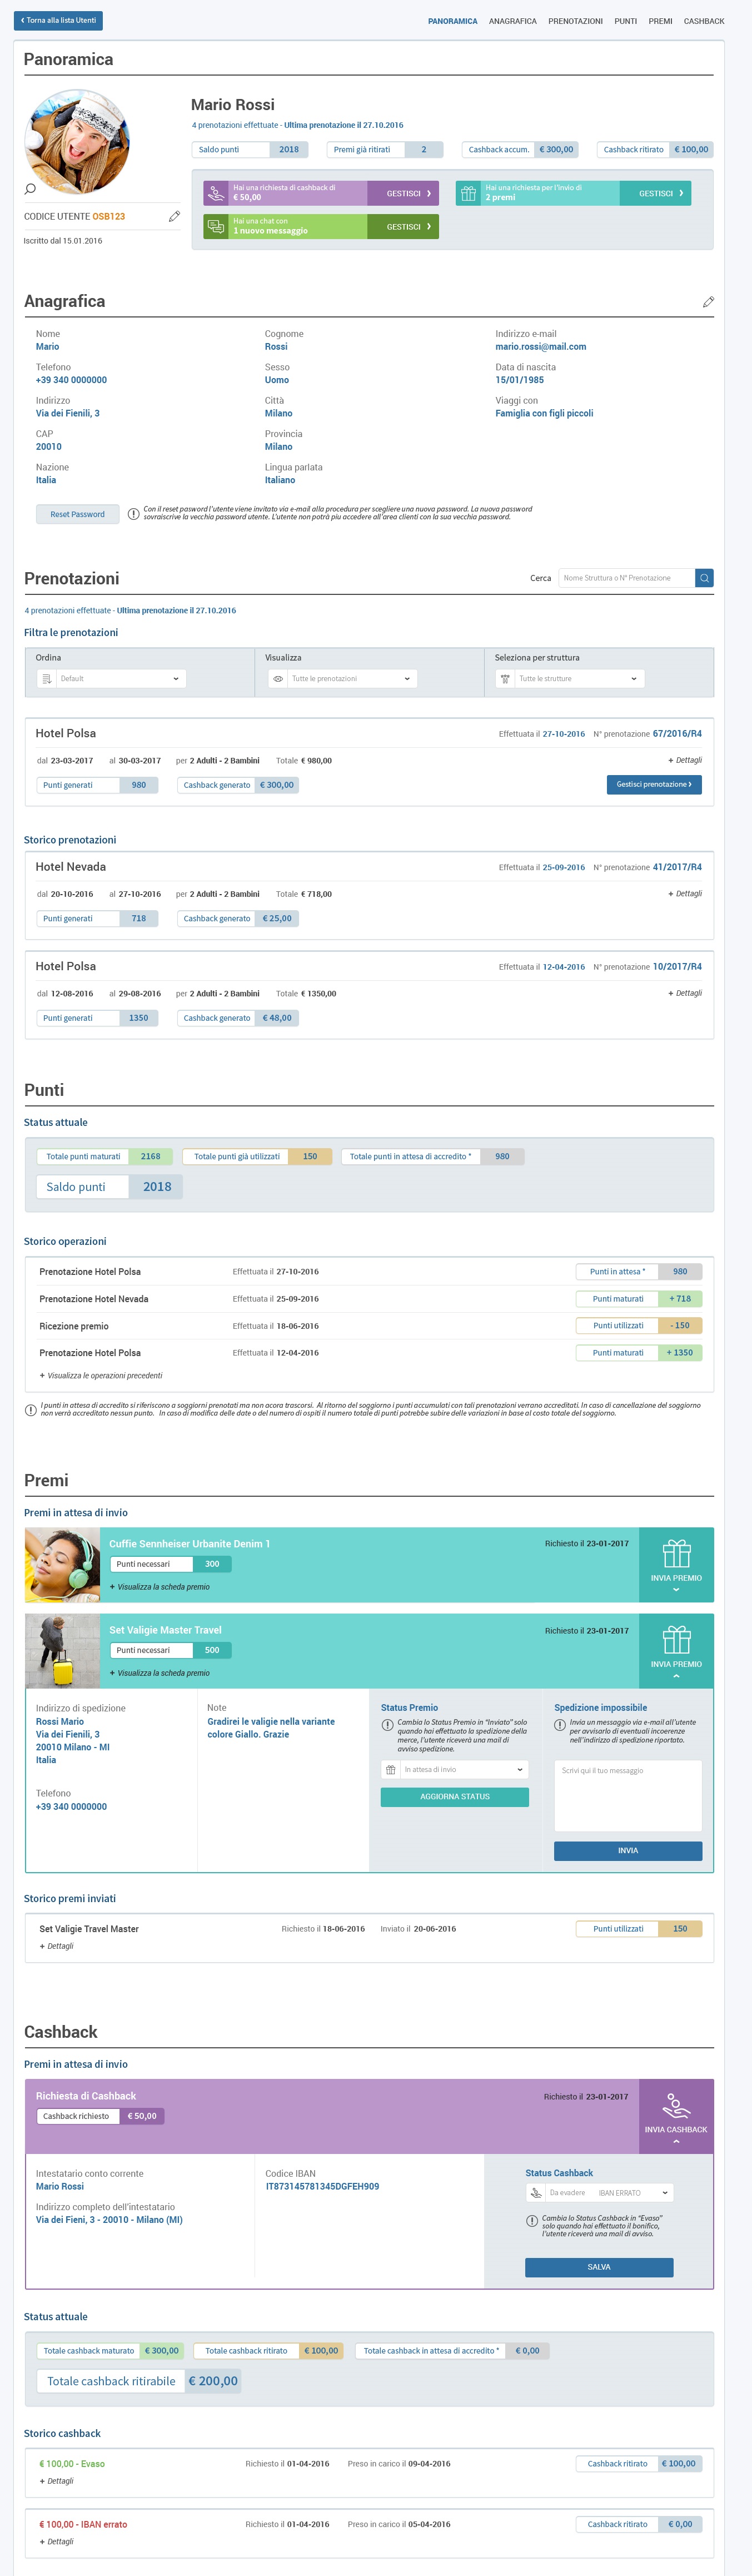 ‹ Torna alla lista Utenti
PANORAMICA ANAGRAFICA PRENOTAZIONI PUNTI PREMI CASHBACK
Panoramica
Mario Rossi
4 prenotazioni effettuate - Ultima prenotazione il 27.10.2016
Saldo punti 2018 Premi già ritirati 2 Cashback accum. € 300,00 Cashback ritirato € 100,00
Hai una richiesta di cashback di
€ 50,00
GESTISCI ›
Hai una richiesta per l'invio di
2 premi
GESTISCI ›
Hai una chat con
1 nuovo messaggio
GESTISCI ›
CODICE UTENTE OSB123
Iscritto dal 15.01.2016
Anagrafica
Nome Cognome Indirizzo e-mail
Mario Rossi mario.rossi@mail.com
Telefono Sesso Data di nascita
+39 340 0000000 Uomo 15/01/1985
Indirizzo Città Viaggi con
Via dei Fienili, 3 Milano Famiglia con figli piccoli
CAP Provincia
20010 Milano
Nazione Lingua parlata
Italia Italiano
Reset Password
Con il reset pasword l'utente viene invitato via e-mail alla procedura per scegliere una nuova password. La nuova password
sovraiscrive la vecchia password utente. L'utente non potrà piu accedere all'area clienti con la sua vecchia password.
Prenotazioni
Cerca Nome Struttura o N° Prenotazione
4 prenotazioni effettuate - Ultima prenotazione il 27.10.2016
Filtra le prenotazioni
Ordina Visualizza Seleziona per struttura
Default Tutte le prenotazioni Tutte le strutture
Hotel Polsa Effettuata il 27-10-2016 N° prenotazione 67/2016/R4
dal 23-03-2017 al 30-03-2017 per 2 Adulti - 2 Bambini Totale € 980,00 + Dettagli
Punti generati 980 Cashback generato € 300,00 Gestisci prenotazione ›
Storico prenotazioni
Hotel Nevada Effettuata il 25-09-2016 N° prenotazione 41/2017/R4
dal 20-10-2016 al 27-10-2016 per 2 Adulti - 2 Bambini Totale € 718,00 + Dettagli
Punti generati 718 Cashback generato € 25,00
Hotel Polsa Effettuata il 12-04-2016 N° prenotazione 10/2017/R4
dal 12-08-2016 al 29-08-2016 per 2 Adulti - 2 Bambini Totale € 1350,00 + Dettagli
Punti generati 1350 Cashback generato € 48,00
Punti
Status attuale
Totale punti maturati 2168 Totale punti già utilizzati 150 Totale punti in attesa di accredito * 980
Saldo punti 2018
Storico operazioni
Prenotazione Hotel Polsa Effettuata il 27-10-2016 Punti in attesa * 980
Prenotazione Hotel Nevada Effettuata il 25-09-2016 Punti maturati + 718
Ricezione premio Effettuata il 18-06-2016 Punti utilizzati - 150
Prenotazione Hotel Polsa Effettuata il 12-04-2016 Punti maturati + 1350
+ Visualizza le operazioni precedenti
I punti in attesa di accredito si riferiscono a soggiorni prenotati ma non acora trascorsi. Al ritorno del soggiorno i punti accumulati con tali prenotazioni verranno accreditati. In caso di cancellazione del soggiorno
non verrà accreditato nessun punto. In caso di modifica delle date o del numero di ospiti il numero totale di punti potrebbe subire delle variazioni in base al costo totale del soggiorno.
Premi
Premi in attesa di invio
Cuffie Sennheiser Urbanite Denim 1 Richiesto il 23-01-2017
Punti necessari 300
+ Visualizza la scheda premio
INVIA PREMIO
Set Valigie Master Travel Richiesto il 23-01-2017
Punti necessari 500
+ Visualizza la scheda premio
INVIA PREMIO
Indirizzo di spedizione
Rossi Mario
Via dei Fienili, 3
20010 Milano - MI
Italia
Telefono
+39 340 0000000
Note
Gradirei le valigie nella variante
colore Giallo. Grazie
Status Premio
Cambia lo Status Premio in "Inviato" solo
quando hai effettuato la spedizione della
merce, l'utente riceverà una mail di
avviso spedizione.
In attesa di invio
AGGIORNA STATUS
Spedizione impossibile
Invia un messaggio via e-mail all'utente
per avvisarlo di eventuali incoerenze
nell'indirizzo di spedizione riportato.
Scrivi qui il tuo messaggio
INVIA
Storico premi inviati
Set Valigie Travel Master Richiesto il 18-06-2016 Inviato il 20-06-2016 Punti utilizzati 150
+ Dettagli
Cashback
Premi in attesa di invio
Richiesta di Cashback Richiesto il 23-01-2017
Cashback richiesto € 50,00
INVIA CASHBACK
Intestatario conto corrente
Mario Rossi
Indirizzo completo dell'intestatario
Via dei Fieni, 3 - 20010 - Milano (MI)
Codice IBAN
IT873145781345DGFEH909
Status Cashback
Da evadere IBAN ERRATO
Cambia lo Status Cashback in "Evaso"
solo quando hai effettuato il bonifico,
l'utente riceverà una mail di avviso.
SALVA
Status attuale
Totale cashback maturato € 300,00 Totale cashback ritirato € 100,00 Totale cashback in attesa di accredito * € 0,00
Totale cashback ritirabile € 200,00
Storico cashback
€ 100,00 - Evaso Richiesto il 01-04-2016 Preso in carico il 09-04-2016 Cashback ritirato € 100,00
+ Dettagli
€ 100,00 - IBAN errato Richiesto il 01-04-2016 Preso in carico il 05-04-2016 Cashback ritirato € 0,00
+ Dettagli